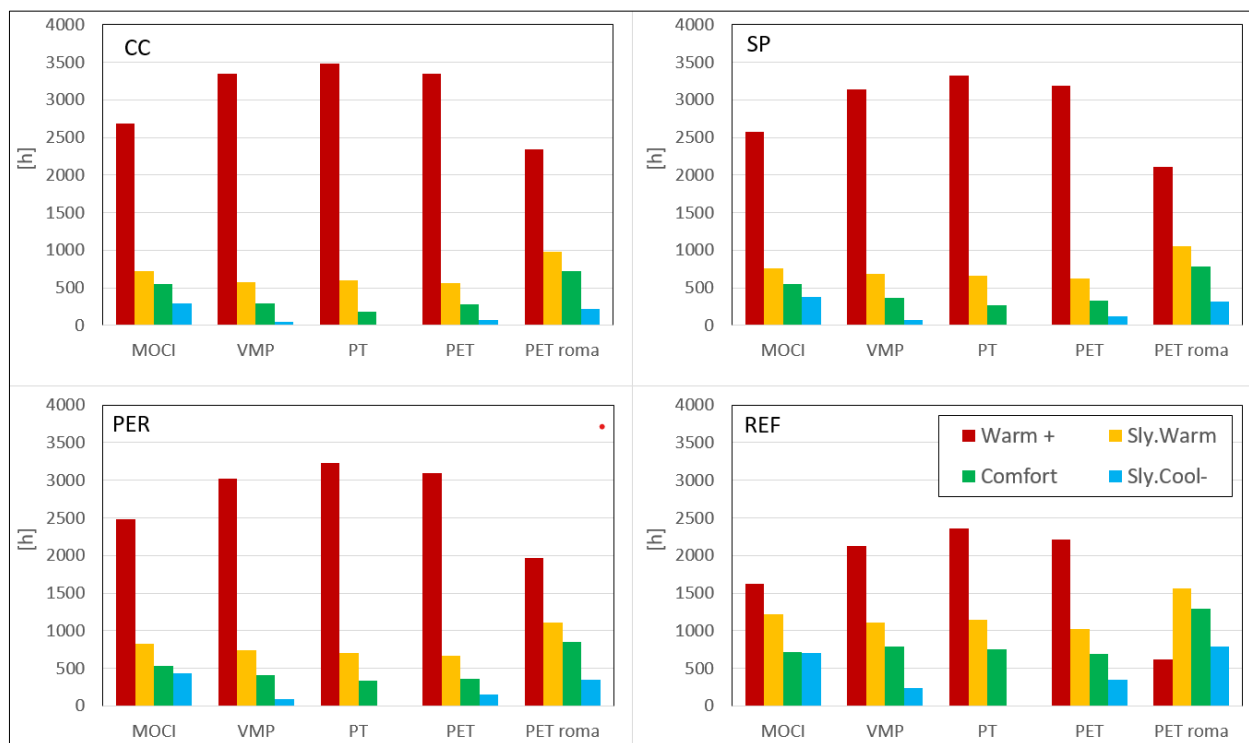 CC
4000
3500
3000
2500
2000
1500
1000
500
0
[h]
MOCI VMP PT PET PET roma
SP
4000
3500
3000
2500
2000
1500
1000
500
0
[h]
MOCI VMP PT PET PET roma
PER
4000
3500
3000
2500
2000
1500
1000
500
0
[h]
MOCI VMP PT PET PET roma
REF
4000
3500
3000
2500
2000
1500
1000
500
0
[h]
Warm + Sly.Warm
Comfort Sly.Cool-
MOCI VMP PT PET PET roma